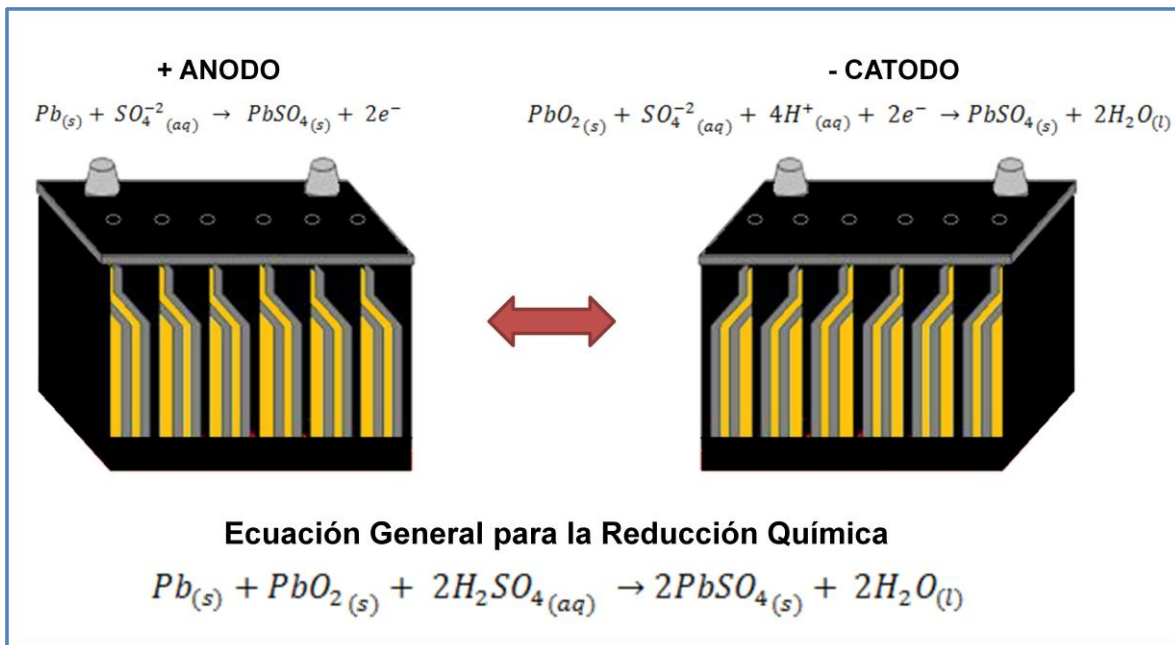 + ANODO
- CATODO
Pb(s) + SO₄⁻²(aq) → PbSO₄(s) + 2e⁻
PbO₂(s) + SO₄⁻²(aq) + 4H⁺(aq) + 2e⁻ → PbSO₄(s) + 2H₂O(l)
Ecuación General para la Reducción Química
Pb(s) + PbO₂(s) + 2H₂SO₄(aq) → 2PbSO₄(s) + 2H₂O(l)